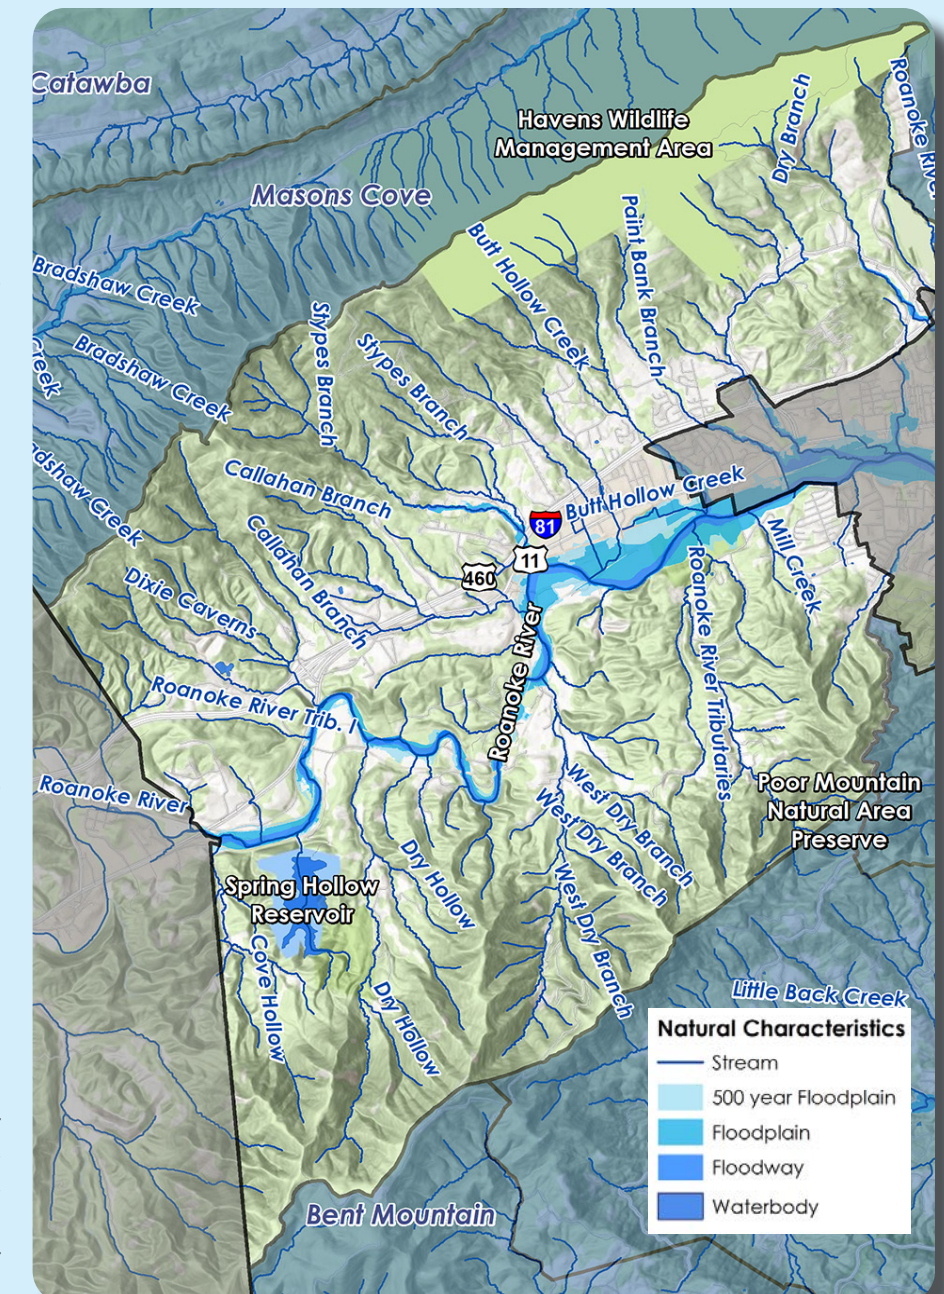 Catawba
Havens Wildlife
Management Area
Dry Branch
Roanoke River
Masons Cove
Butt Hollow Creek
Paint Bank Branch
Bradshaw Creek
Stypes Branch
Stypes Branch
Bradshaw Creek
Creek
Callahan Branch
Butt Hollow Creek
81
11
460
adshaw Creek
Callahan Branch
Mill Creek
Dixie Caverns
Roanoke River Tributaries
Roanoke River
Roanoke River Trib. I
Roanoke River
West Dry Branch
West Dry Branch
West Dry Branch
Poor Mountain
Natural Area
Preserve
Spring Hollow
Reservoir
Dry Hollow
Cove Hollow
Dry Hollow
Little Back Creek
Natural Characteristics
Stream
500 year Floodplain
Floodplain
Floodway
Waterbody
Bent Mountain